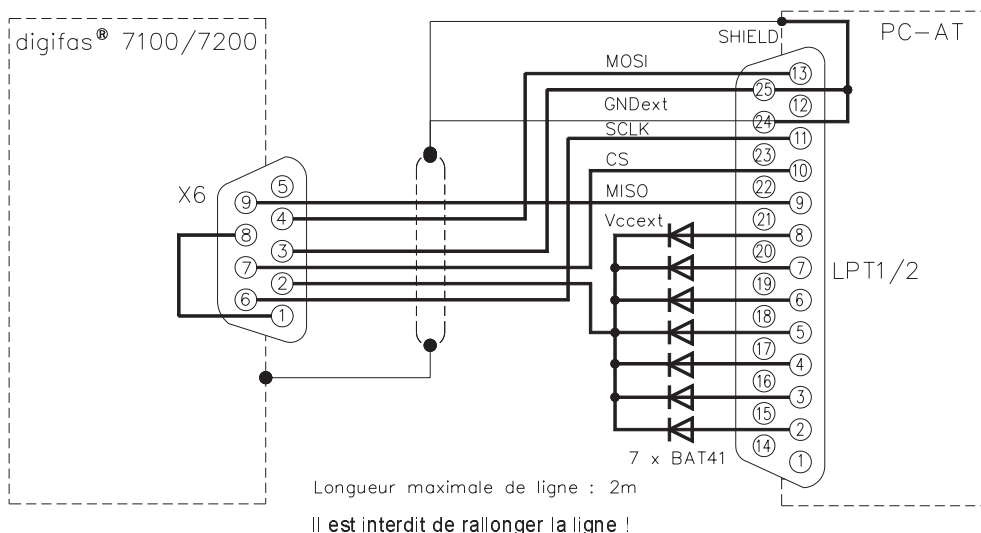 digifas® 7100/7200
PC-AT
SHIELD
MOSI
13
25
12
GNDext
24
SCLK
11
23
CS
10
22
MISO
9
21
Vccext
8
20
7
19
6
18
5
17
4
16
3
15
2
14
1
X6
5
9
4
8
3
7
2
6
1
LPT1/2
7 x BAT41
Longueur maximale de ligne : 2m
Il est interdit de rallonger la ligne !